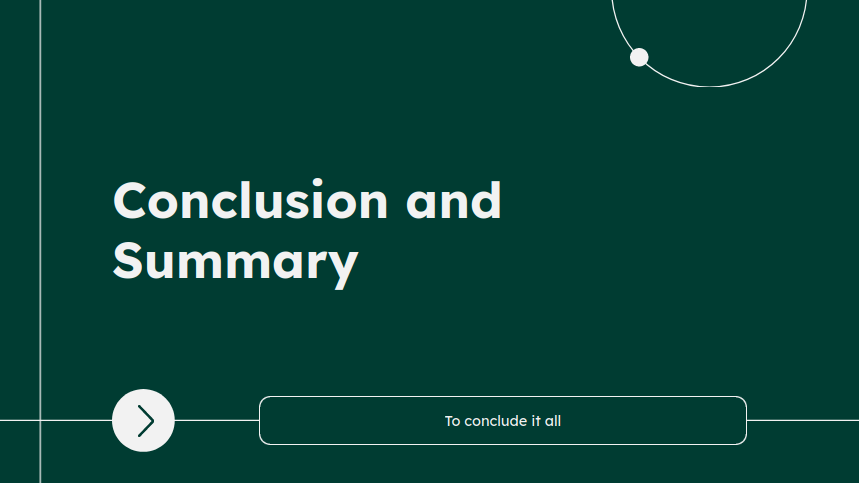 Conclusion and
Summary
To conclude it all